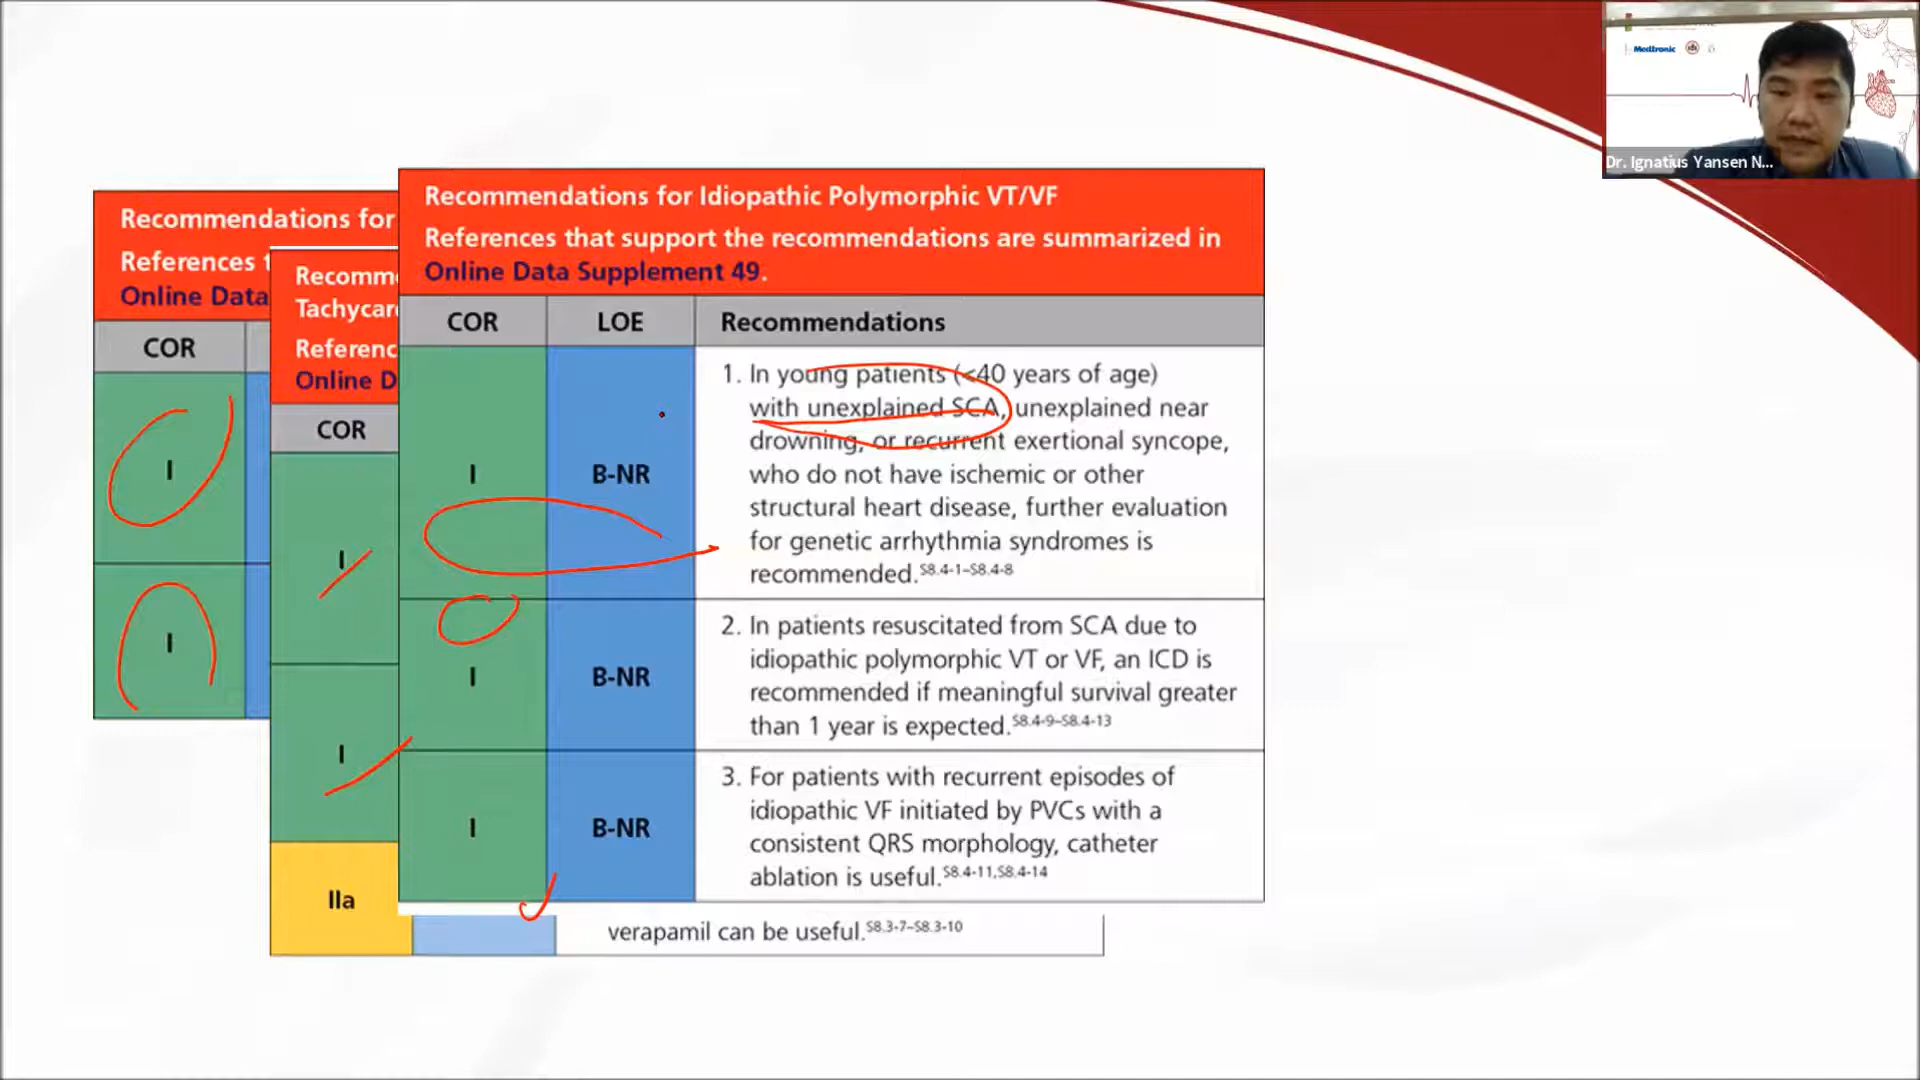 Medtronic
Dr. Ignatius Yansen N...
Recommendations for
References t
Online Data
COR
I
I
Recomm
Tachycar
Referenc
Online D
COR
I
I
IIa
Recommendations for Idiopathic Polymorphic VT/VF
References that support the recommendations are summarized in
Online Data Supplement 49.
COR LOE Recommendations
I B-NR
1. In young patients (<40 years of age)
with unexplained SCA, unexplained near
drowning, or recurrent exertional syncope,
who do not have ischemic or other
structural heart disease, further evaluation
for genetic arrhythmia syndromes is
recommended.S8.4-1–S8.4-8
I B-NR
2. In patients resuscitated from SCA due to
idiopathic polymorphic VT or VF, an ICD is
recommended if meaningful survival greater
than 1 year is expected.S8.4-9–S8.4-13
I B-NR
3. For patients with recurrent episodes of
idiopathic VF initiated by PVCs with a
consistent QRS morphology, catheter
ablation is useful.S8.4-11,S8.4-14
verapamil can be useful.S8.3-7–S8.3-10